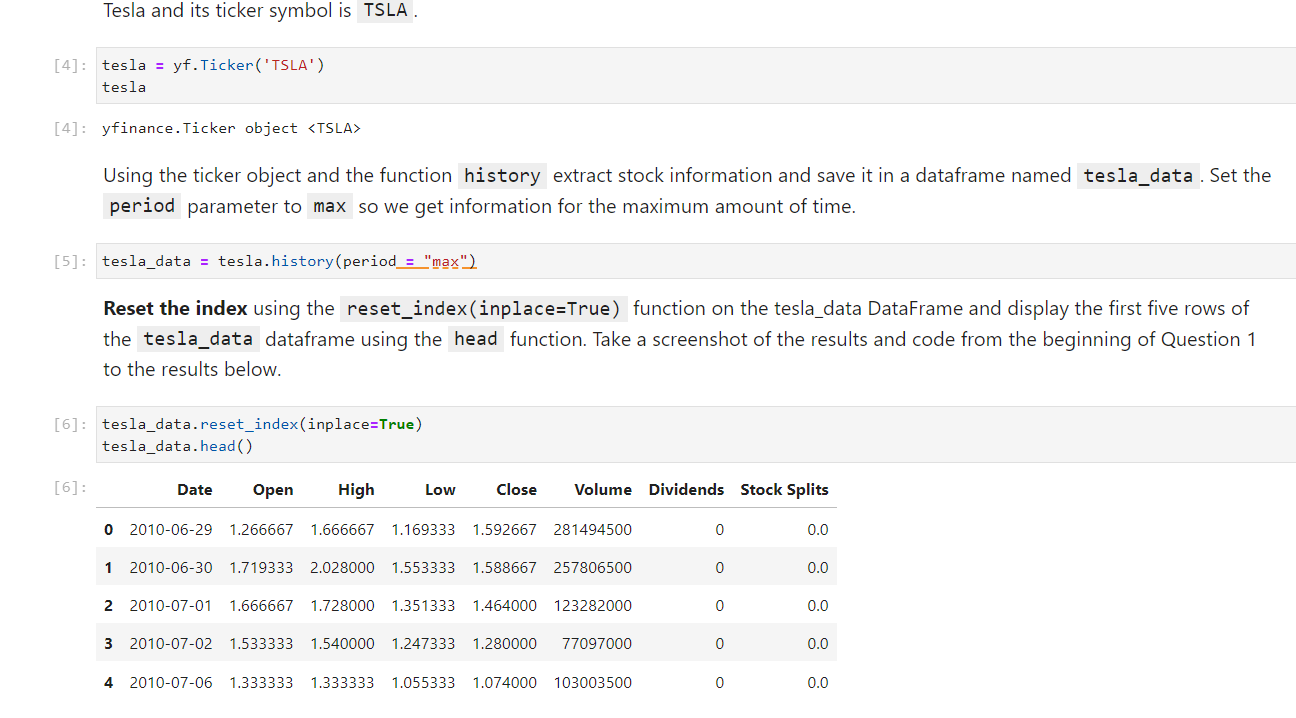 Tesla and its ticker symbol is TSLA .
[4]: tesla = yf.Ticker('TSLA')
tesla
[4]: yfinance.Ticker object <TSLA>
Using the ticker object and the function history extract stock information and save it in a dataframe named tesla_data . Set the
period parameter to max so we get information for the maximum amount of time.
[5]: tesla_data = tesla.history(period = "max")
Reset the index using the reset_index(inplace=True) function on the tesla_data DataFrame and display the first five rows of
the tesla_data dataframe using the head function. Take a screenshot of the results and code from the beginning of Question 1
to the results below.
[6]: tesla_data.reset_index(inplace=True)
tesla_data.head()
[6]: Date Open High Low Close Volume Dividends Stock Splits
0 2010-06-29 1.266667 1.666667 1.169333 1.592667 281494500 0 0.0
1 2010-06-30 1.719333 2.028000 1.553333 1.588667 257806500 0 0.0
2 2010-07-01 1.666667 1.728000 1.351333 1.464000 123282000 0 0.0
3 2010-07-02 1.533333 1.540000 1.247333 1.280000 77097000 0 0.0
4 2010-07-06 1.333333 1.333333 1.055333 1.074000 103003500 0 0.0